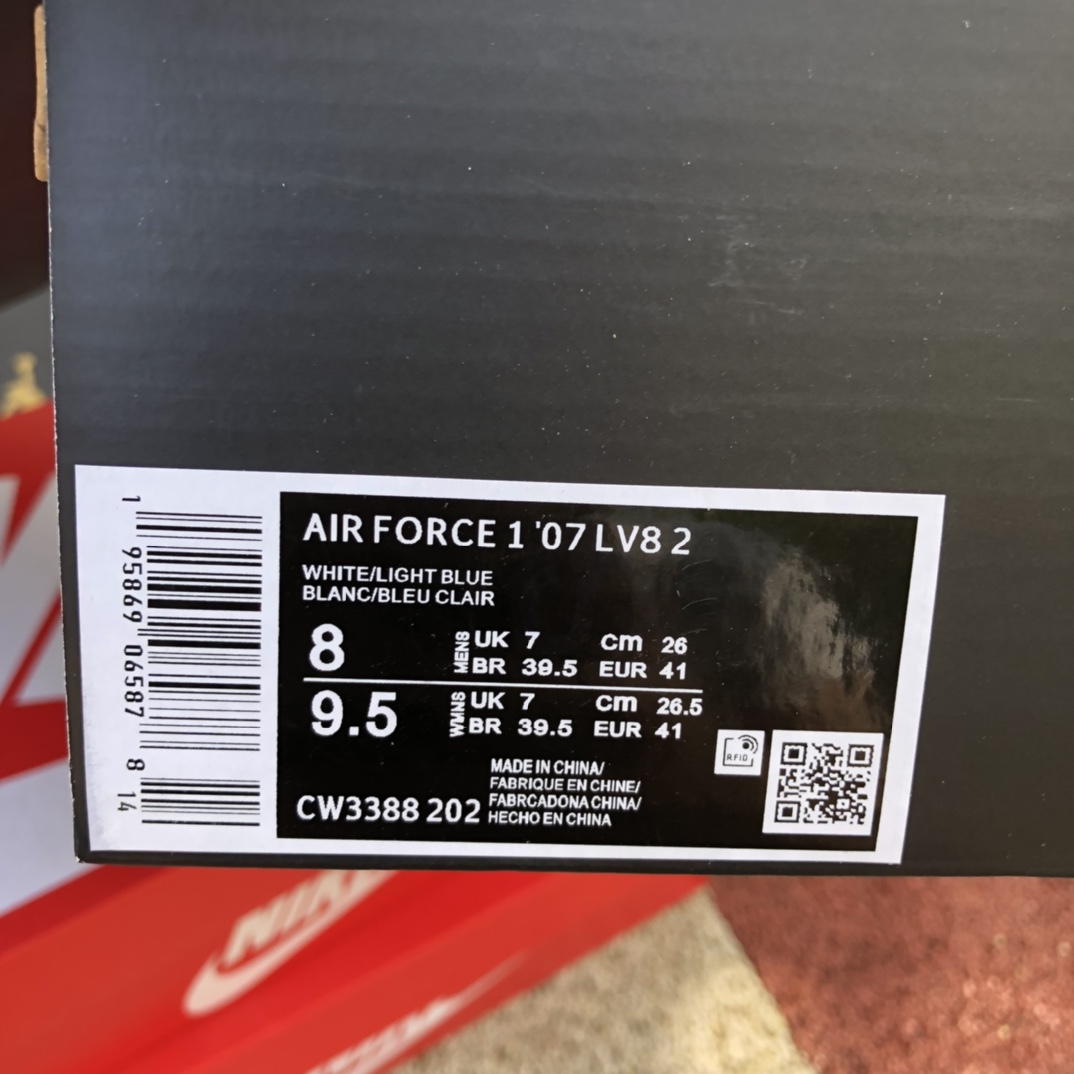 AIR FORCE 1 '07 LV8 2
WHITE/LIGHT BLUE
BLANC/BLEU CLAIR
8 MENS UK 7 cm 26
BR 39.5 EUR 41
9.5 WMNS UK 7 cm 26.5
BR 39.5 EUR 41
RFID
MADE IN CHINA/
FABRIQUE EN CHINE/
FABRCADONA CHINA/
CW3388 202 HECHO EN CHINA
1 95869 06587 8 14
NIKE